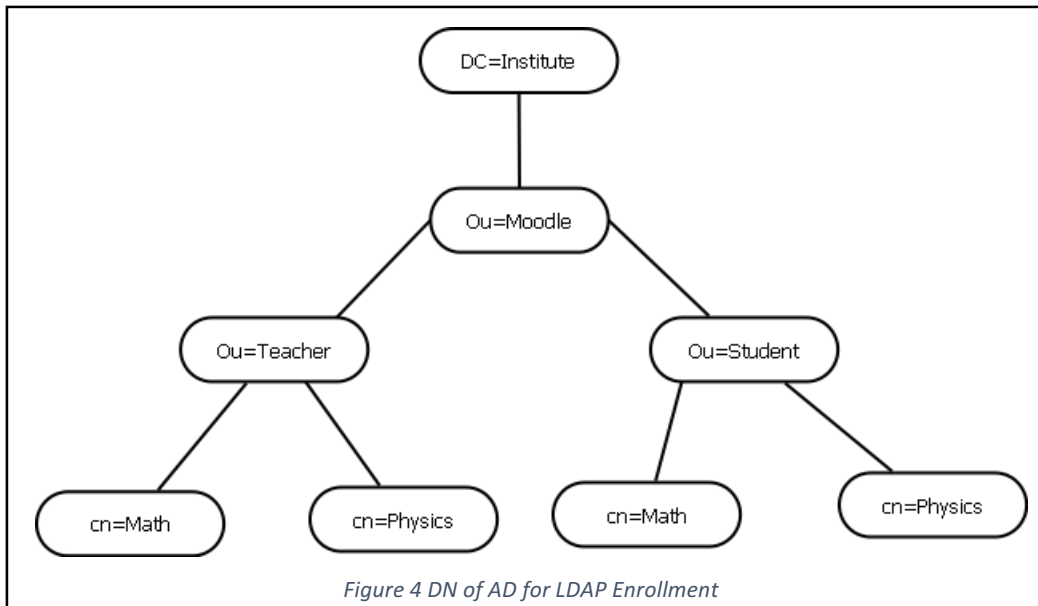 DC=Institute
Ou=Moodle
Ou=Teacher
Ou=Student
cn=Math
cn=Physics
cn=Math
cn=Physics
Figure 4 DN of AD for LDAP Enrollment